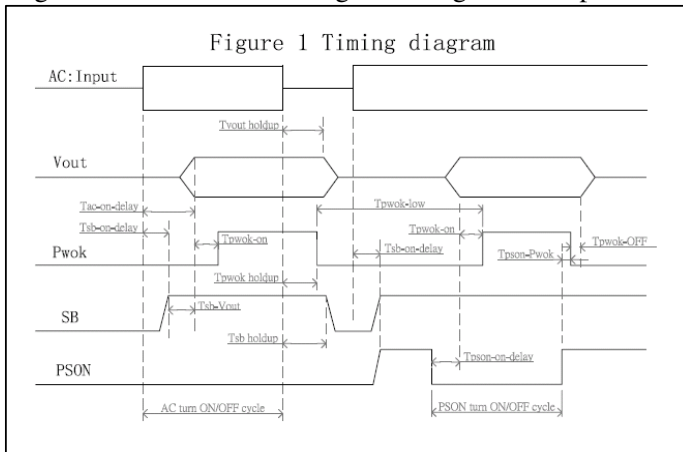 Figure 1 Timing diagram
AC:Input
Tvout holdup
Vout
Tac-on-delay
Tpwok-low
Tsb-on-delay
Tpwok-on
Tpwok-on
Tsb-on-delay
Tpwok-OFF
Pwok
Tpson-Pwok
Tpwok holdup
Tsb-Vout
SB
Tsb holdup
Tpson-on-delay
PSON
AC turn ON/OFF cycle
PSON turn ON/OFF cycle